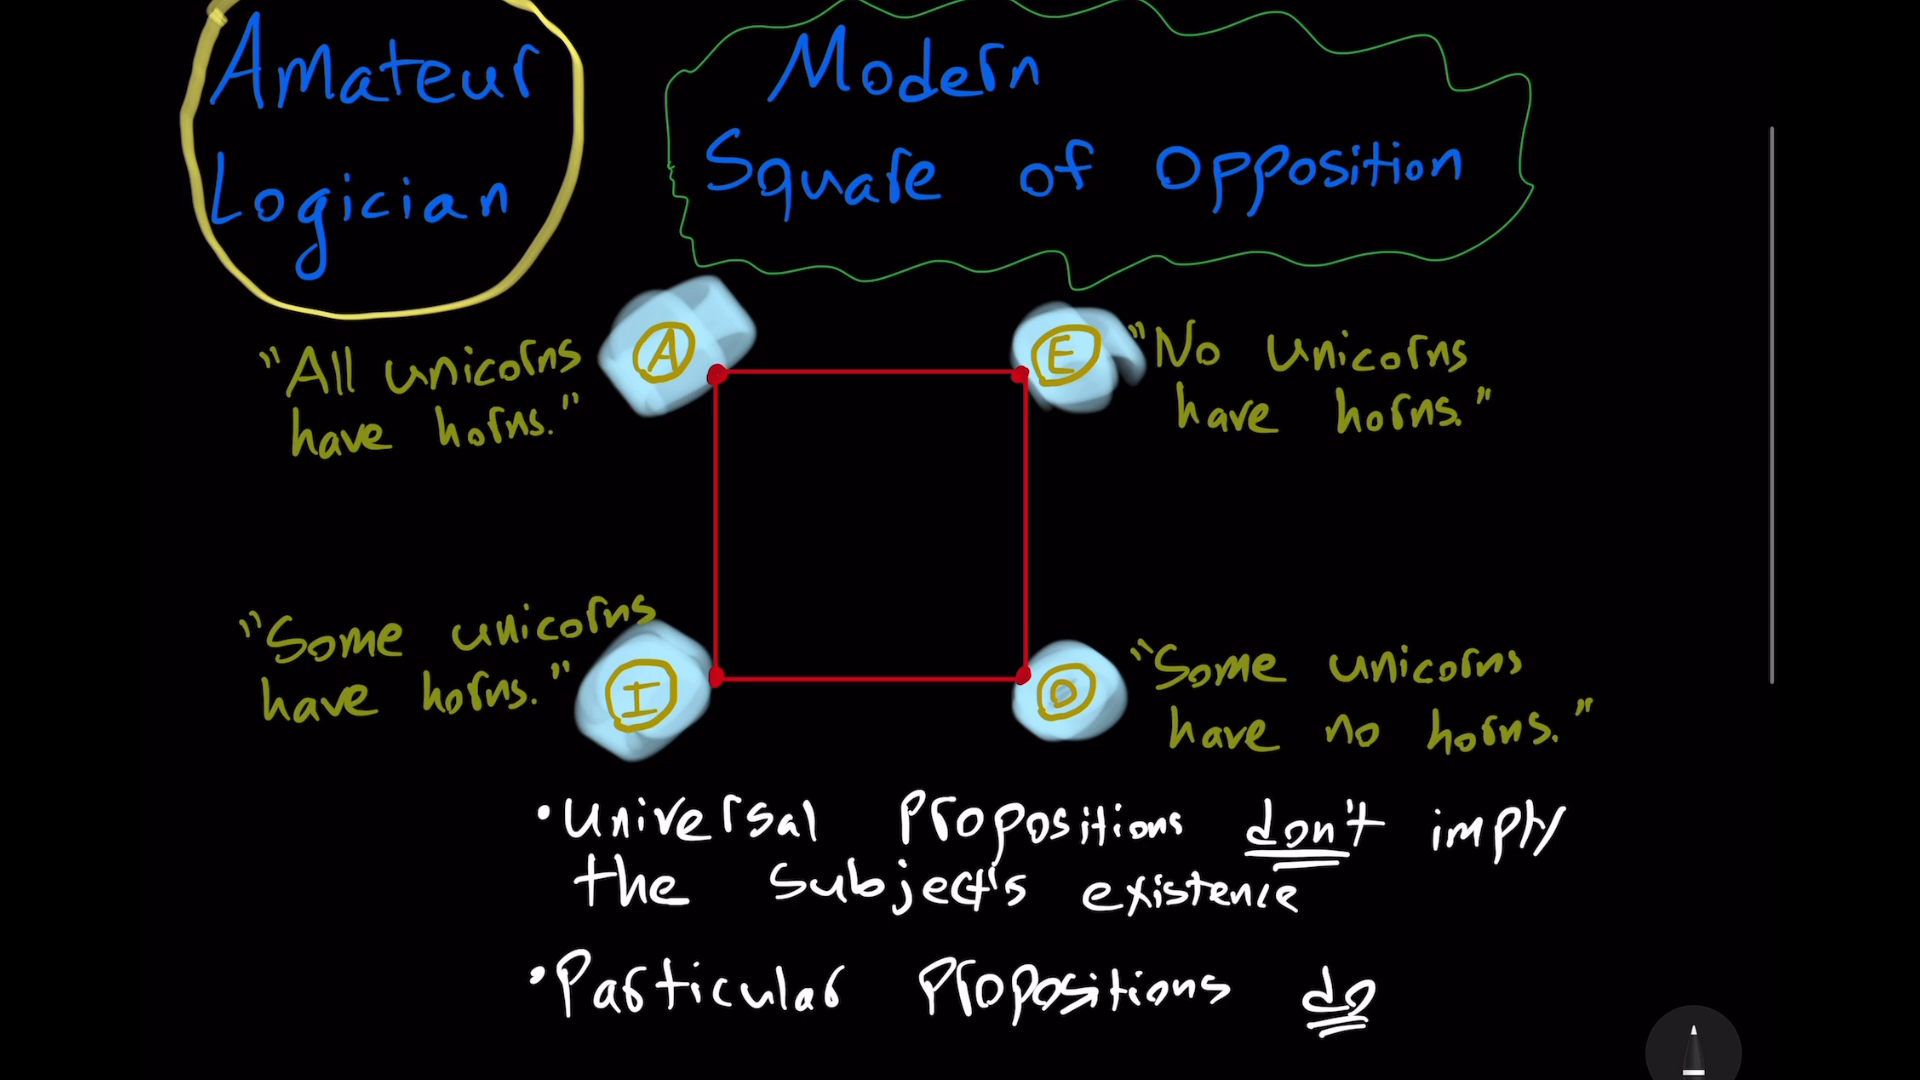 Amateur
Logician
Modern
Square of Opposition
"All unicorns
have horns."
A
E
"No Unicorns
have horns."
"Some unicorns
have horns."
I
O
"Some unicorns
have no horns."
• Universal Propositions don't imply
the subject's existence
• Particular Propositions do